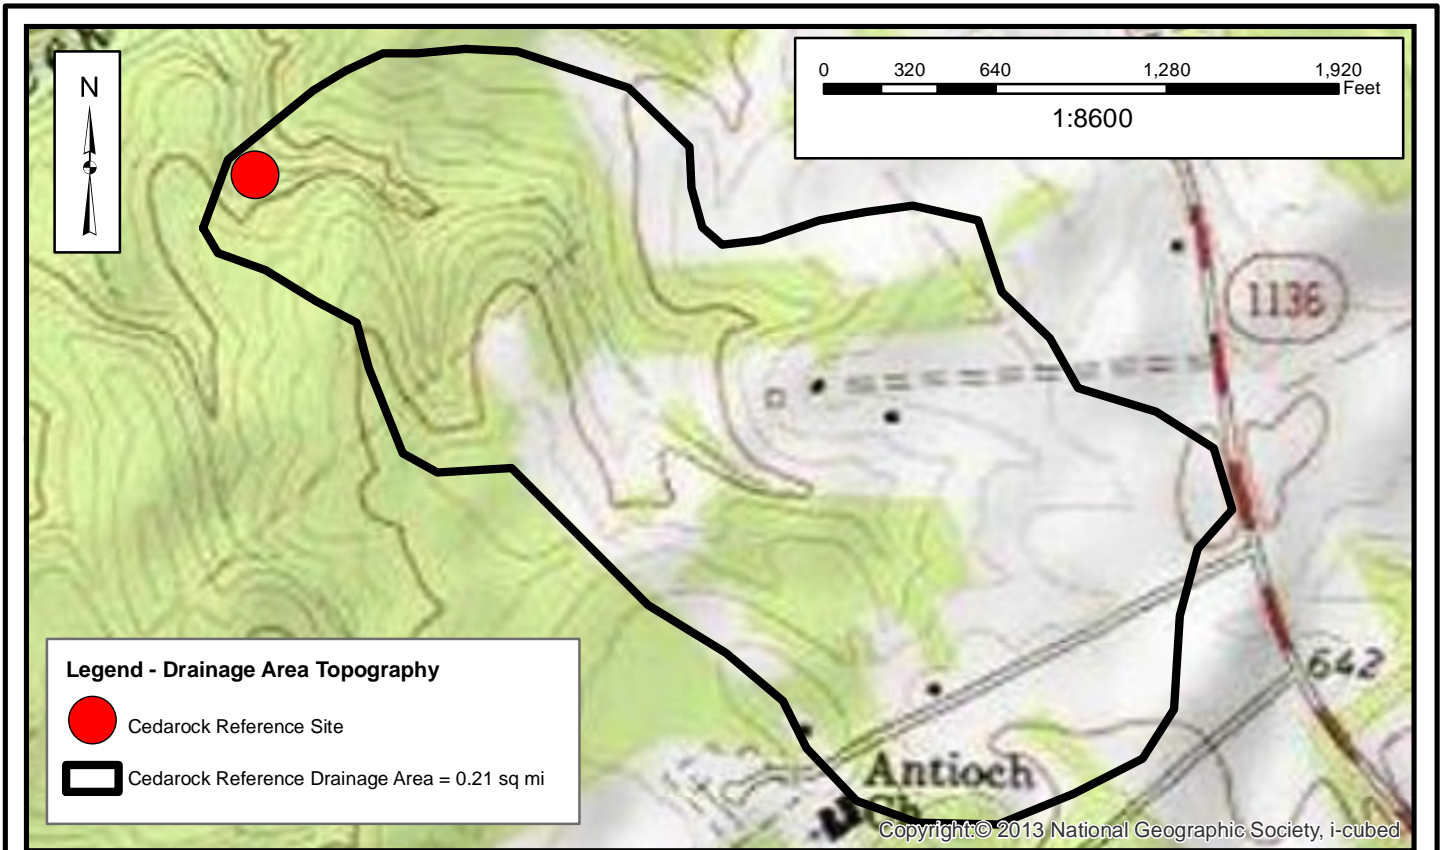 N
0 320 640 1,280 1,920
Feet
1:8600
1136
642
Antioch
Ch
Legend - Drainage Area Topography
Cedarock Reference Site
Cedarock Reference Drainage Area = 0.21 sq mi
Copyright:© 2013 National Geographic Society, i-cubed